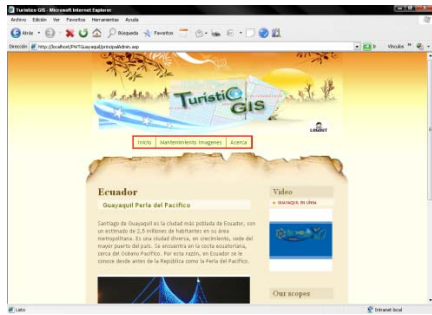 Turistico GIS - Microsoft Internet Explorer
Archivo Edición Ver Favoritos Herramientas Ayuda
Atrás Búsqueda Favoritos
Dirección Ir Vínculos
Turistic
GIS
LOGOUT
Inicio Mantenimiento Imagenes Acerca
Ecuador
Guayaquil Perla del Pacifico
Santiago de Guayaquil es la ciudad más poblada de Ecuador, con
un estimado de 2,5 millones de habitantes en su área
metropolitana. Es una ciudad diversa, en crecimiento, sede del
mayor puerto del país. Se encuentra en la costa ecuatoriana,
cerca del Océano Pacífico. Por esta razón, en Ecuador se le
conoce desde antes de la República como la Perla del Pacífico.
Video
GUAYAQUIL EN LINEA
Our scopes
Listo Intranet local